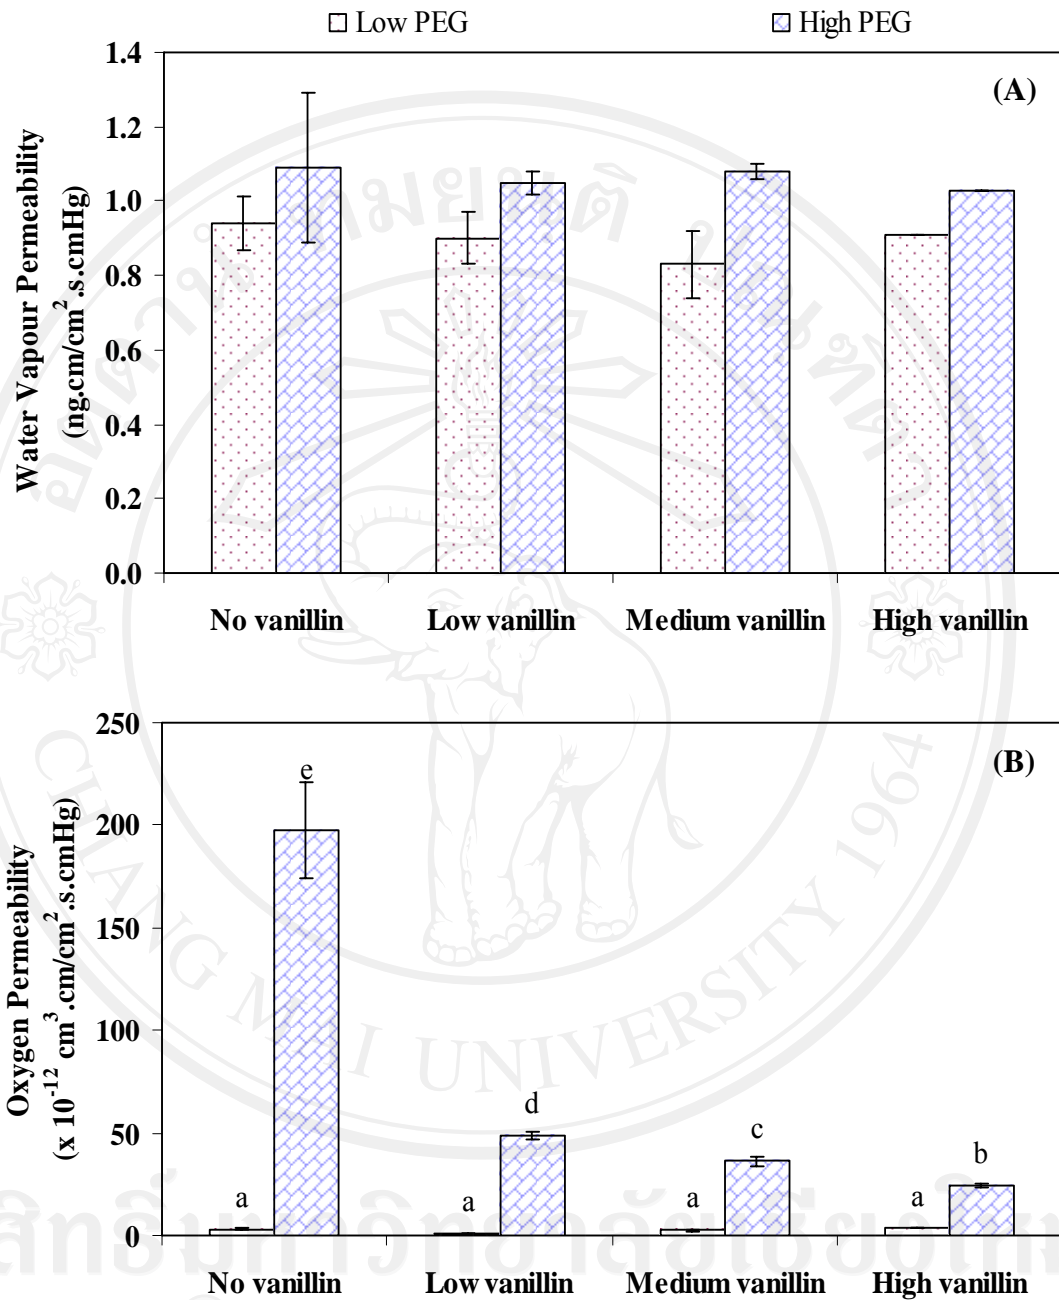 Low PEG High PEG
(A)
1.4
1.2
1.0
0.8
0.6
0.4
0.2
0.0
Water Vapour Permeability
(ng.cm/cm².s.cmHg)
No vanillin Low vanillin Medium vanillin High vanillin
(B)
250
200
150
100
50
0
Oxygen Permeability
(x 10⁻¹² cm³.cm/cm².s.cmHg)
a e a d a c a b
No vanillin Low vanillin Medium vanillin High vanillin
CHIANG MAI UNIVERSITY 1964